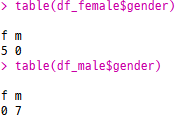 > table(df_female$gender)
f m
5 0
> table(df_male$gender)
f m
0 7